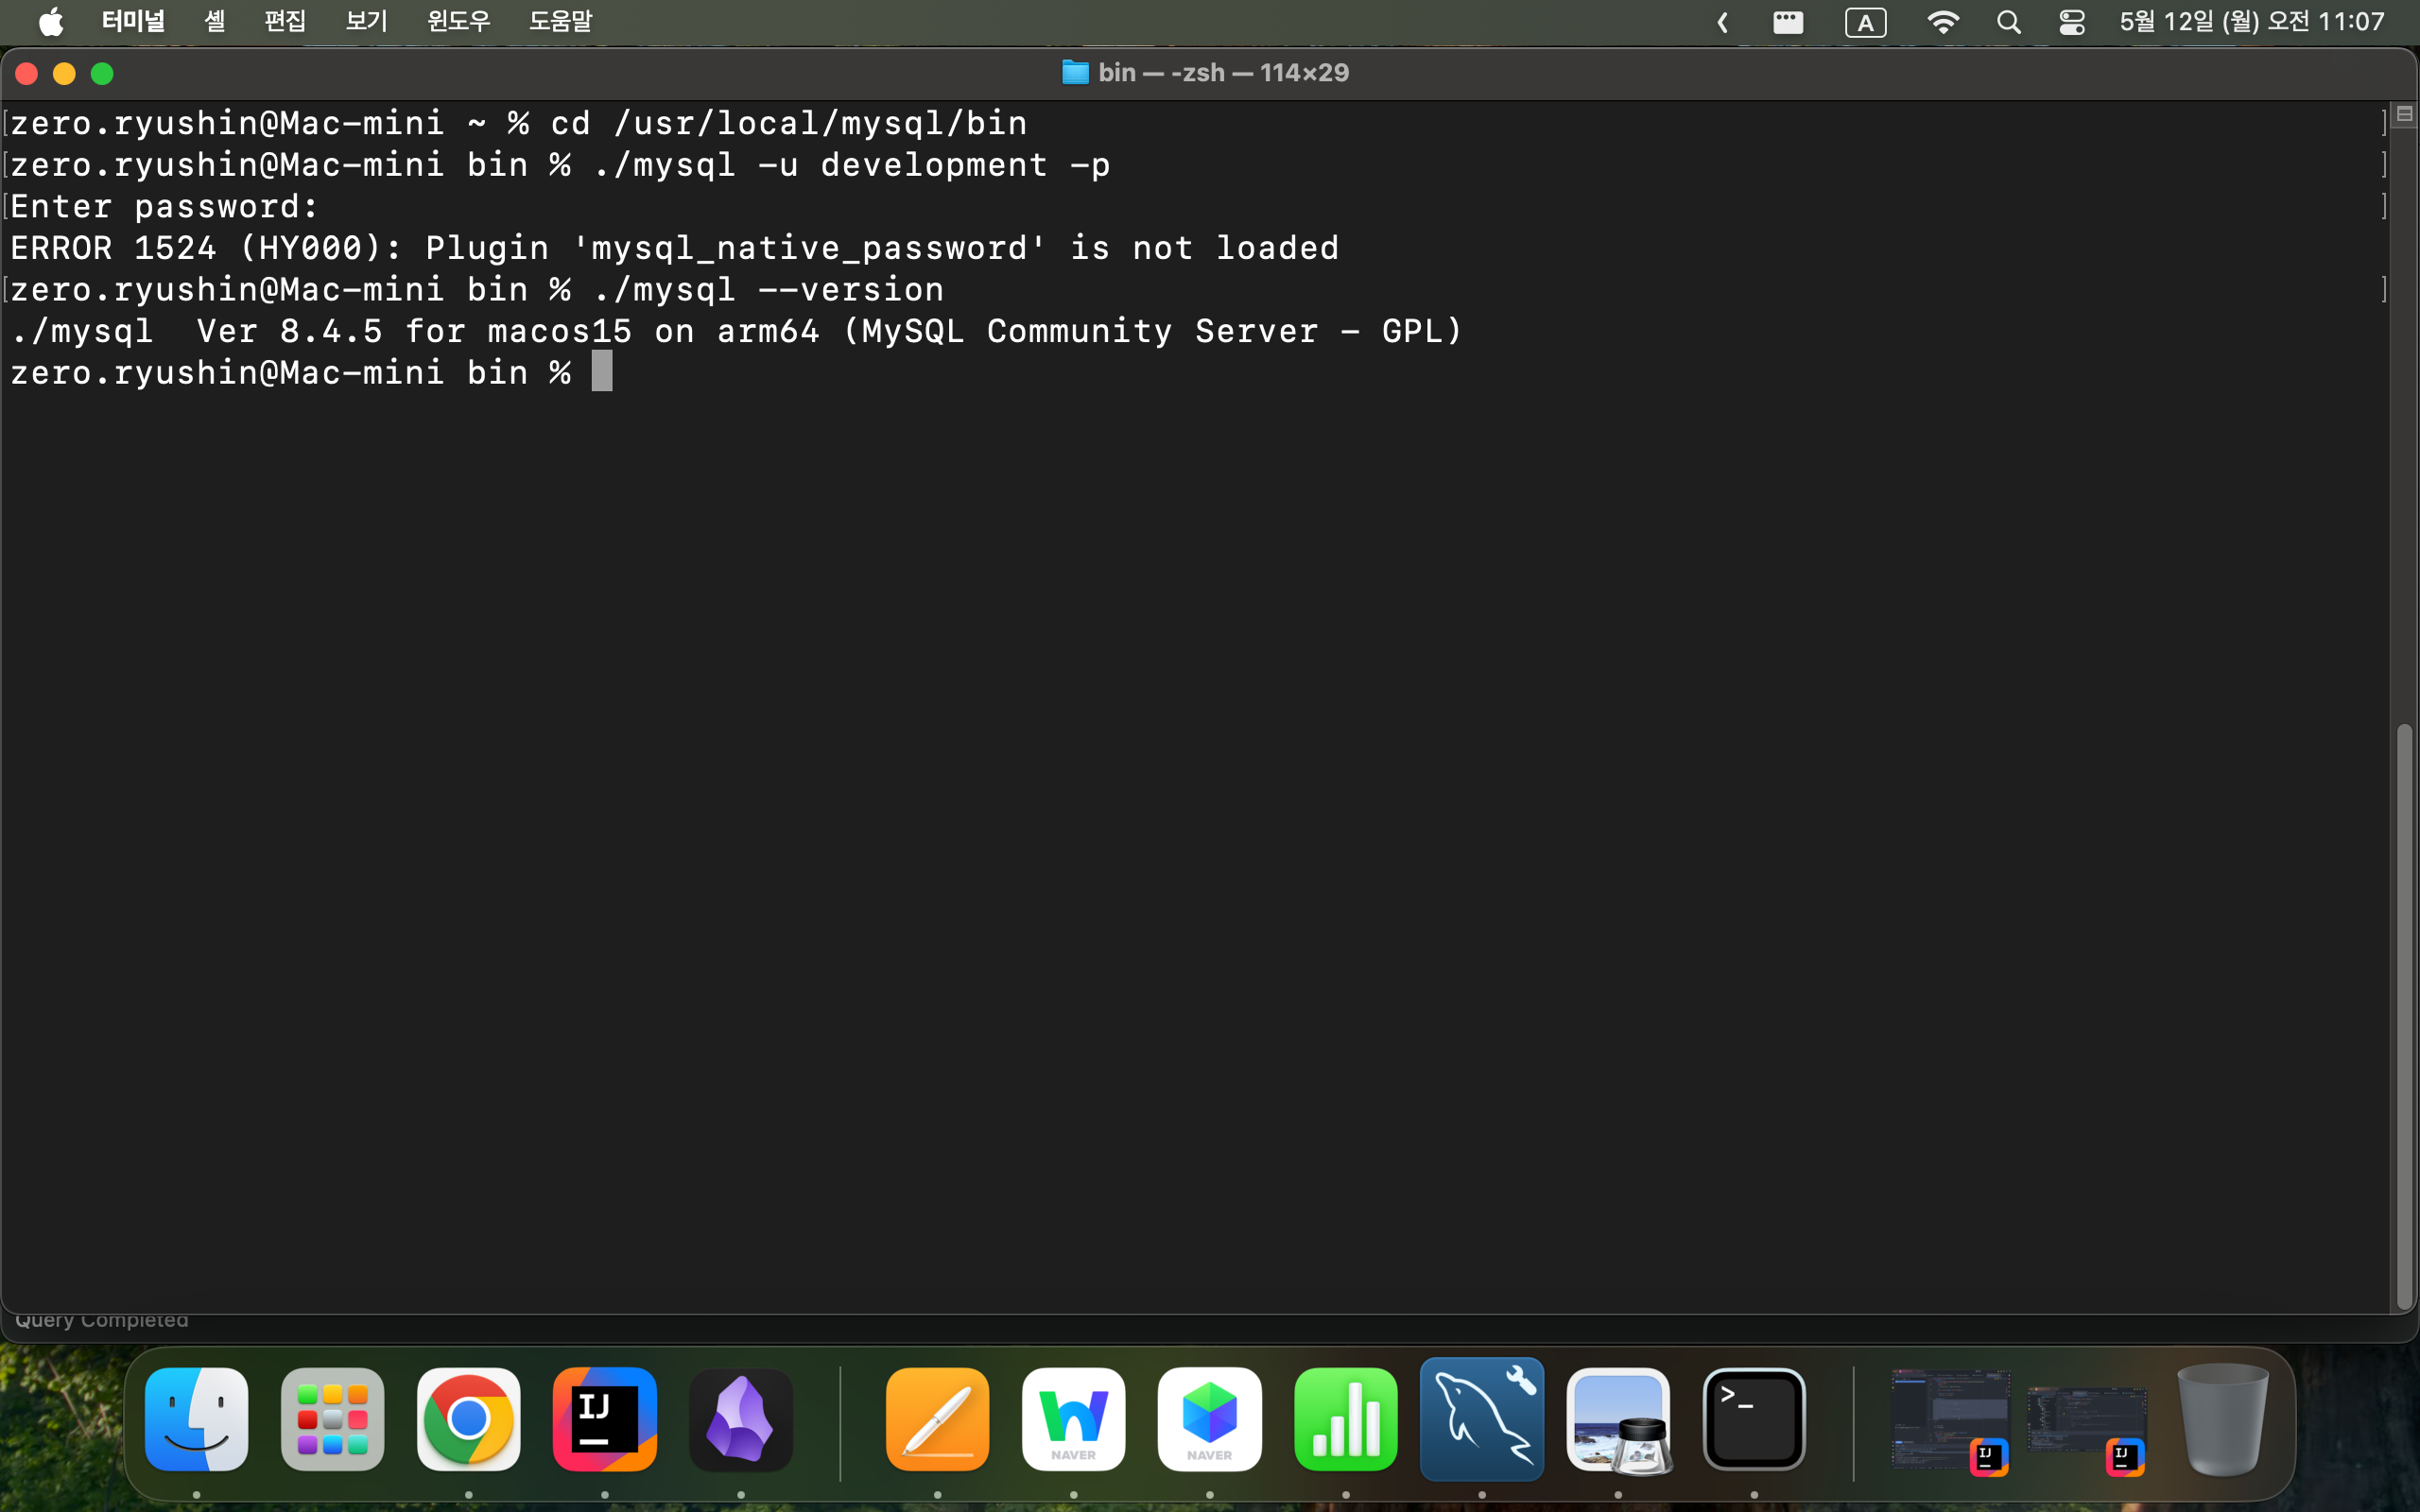 터미널 셸 편집 보기 윈도우 도움말 A 5월 12일 (월) 오전 11:07
bin — -zsh — 114×29
zero.ryushin@Mac-mini ~ % cd /usr/local/mysql/bin
zero.ryushin@Mac-mini bin % ./mysql -u development -p
Enter password:
ERROR 1524 (HY000): Plugin 'mysql_native_password' is not loaded
zero.ryushin@Mac-mini bin % ./mysql --version
./mysql  Ver 8.4.5 for macos15 on arm64 (MySQL Community Server - GPL)
zero.ryushin@Mac-mini bin %
Query Completed
IJ
NAVER
NAVER
>_
IJ
IJ